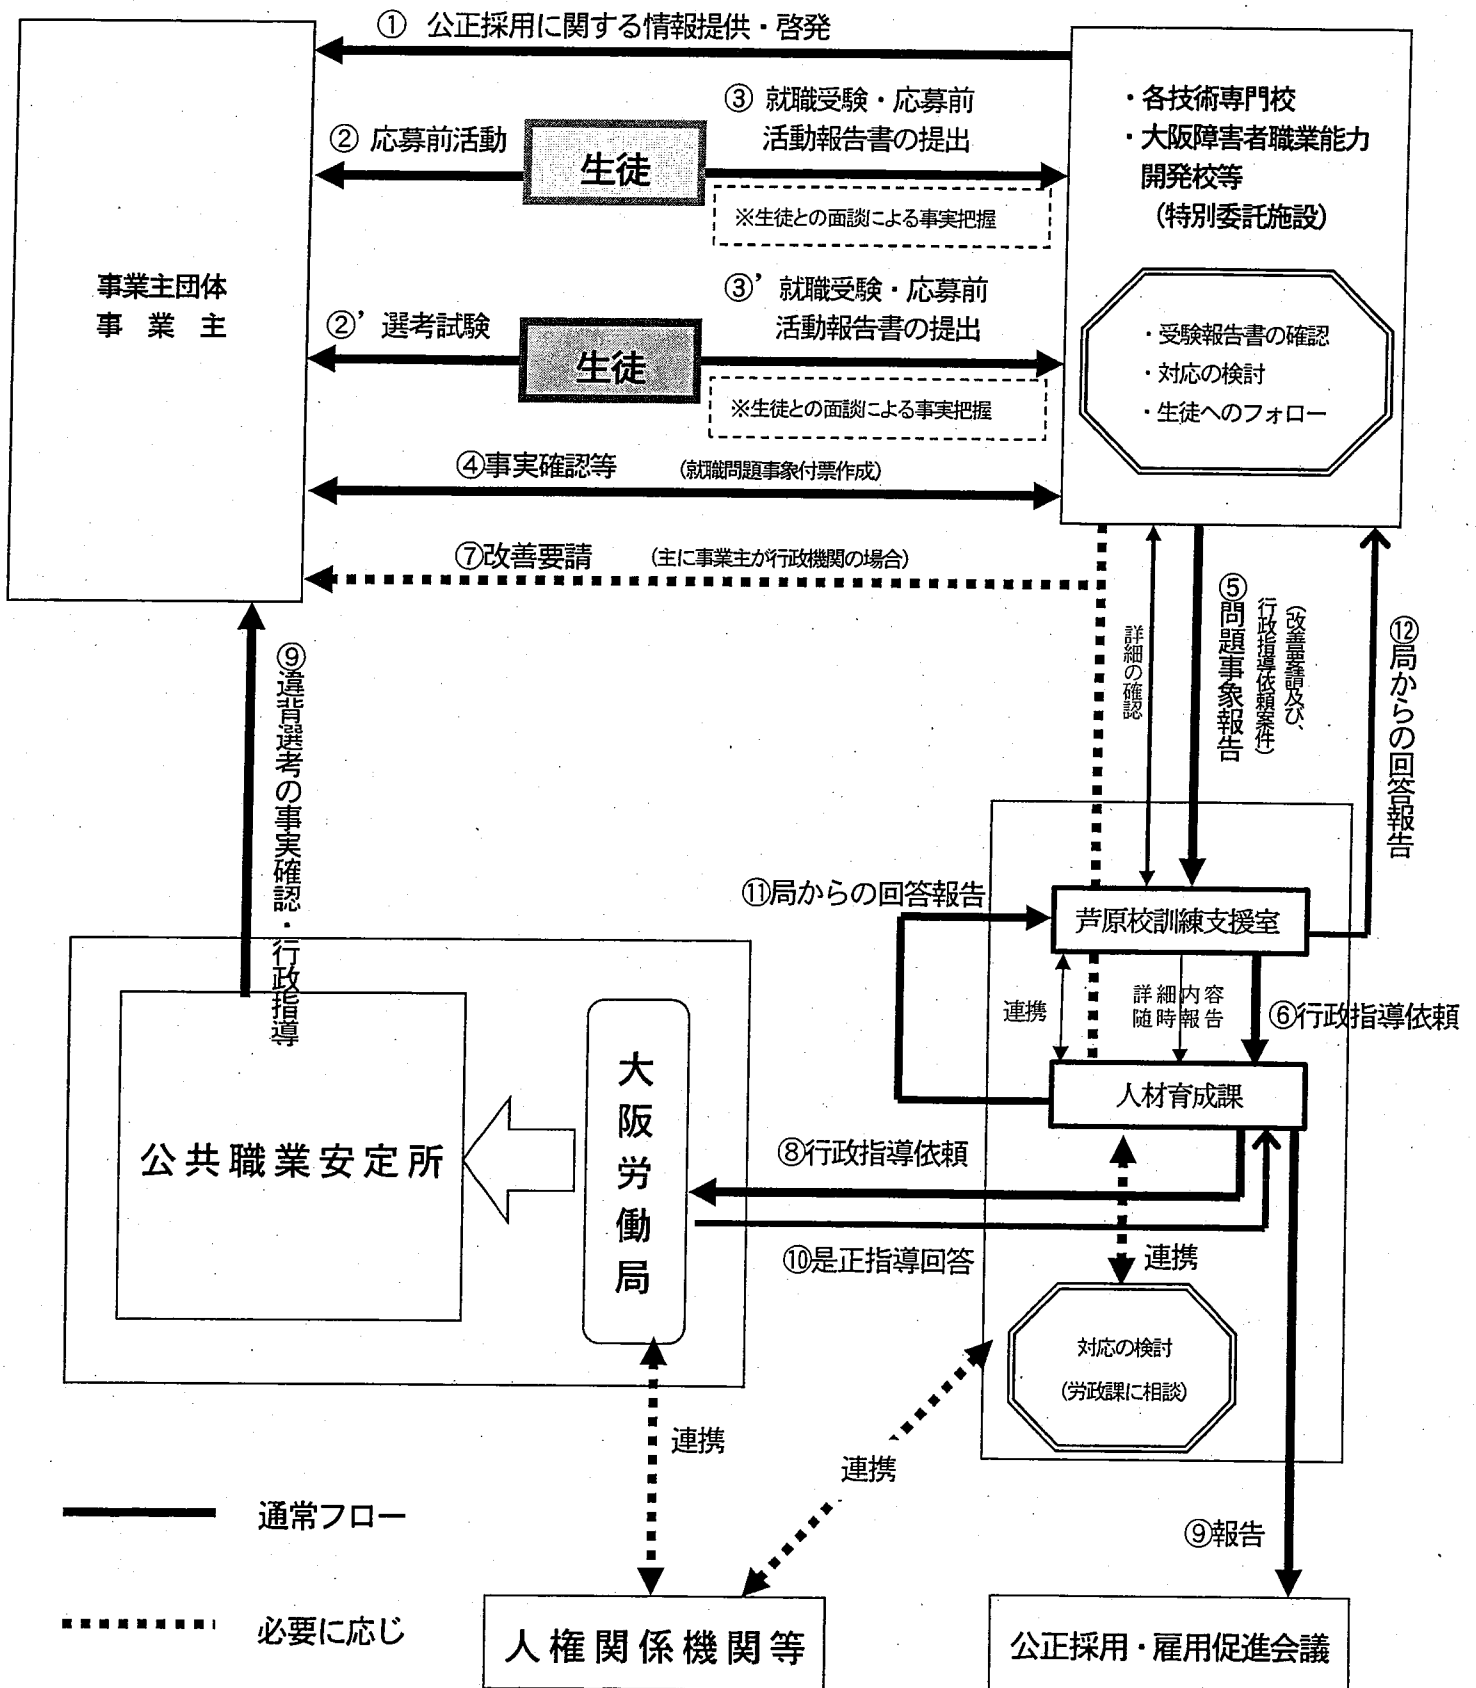 ① 公正採用に関する情報提供・啓発
・各技術専門校
・大阪障害者職業能力
開発校等
（特別委託施設）
② 応募前活動
生徒
③ 就職受験・応募前
活動報告書の提出
※生徒との面談による事実把握
事業主団体
事 業 主
②’ 選考試験
生徒
③’ 就職受験・応募前
活動報告書の提出
※生徒との面談による事実把握
・受験報告書の確認
・対応の検討
・生徒へのフォロー
④事実確認等 （就職問題事象付票作成）
⑦改善要請 （主に事業主が行政機関の場合）
詳細の確認
⑤問題事象報告
（改善要請及び、
行政指導依頼案件）
⑫局からの回答報告
⑨違背選考の事実確認・行政指導
⑪局からの回答報告
芦原校訓練支援室
連携
詳細内容
随時報告
⑥行政指導依頼
人材育成課
公共職業安定所
大阪労働局
⑧行政指導依頼
⑩是正指導回答
連携
対応の検討
（労政課に相談）
連携
連携
通常フロー
⑨報告
必要に応じ
人権関係機関等
公正採用・雇用促進会議